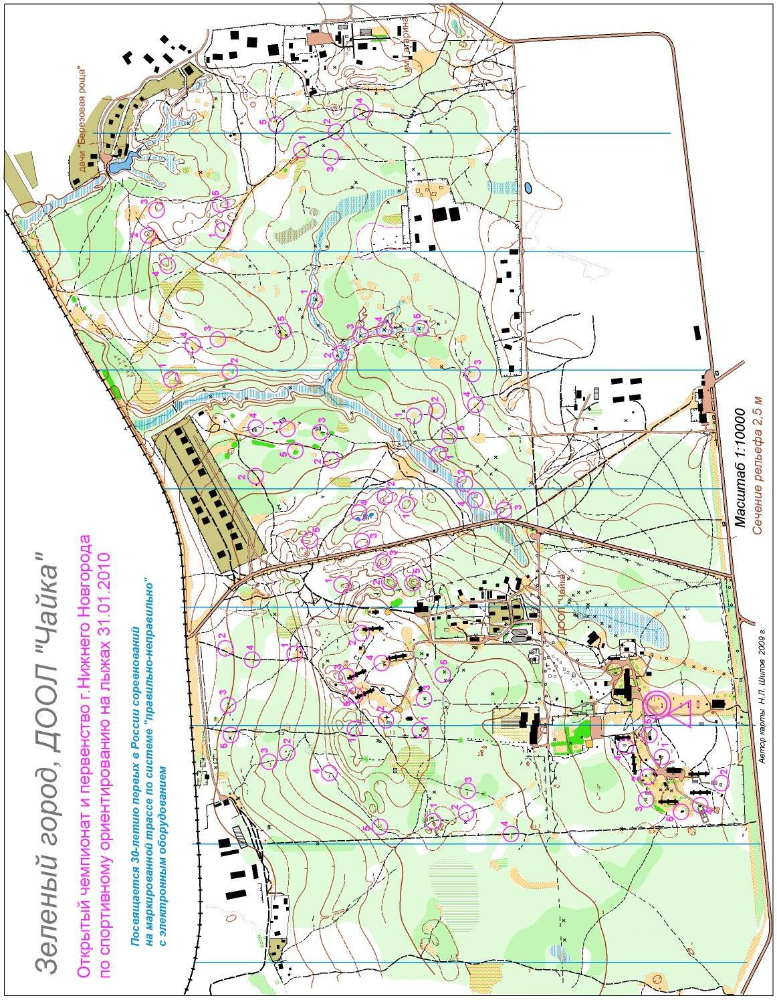 Зеленый город, ДООЛ "Чайка"
Открытый чемпионат и первенство г.Нижнего Новгорода
по спортивному ориентированию на лыжах 31.01.2010
Посвящается 30-летию первых в России соревнований
на маркированной трассе по системе "правильно-неправильно"
с электронным оборудованием
дачи "Березовая роща"
им.Гагарина
ДООЛ "Чайка"
Масштаб 1:10000
Сечение рельефа 2,5 м
Автор карты Н.П. Шипов 2009 г.